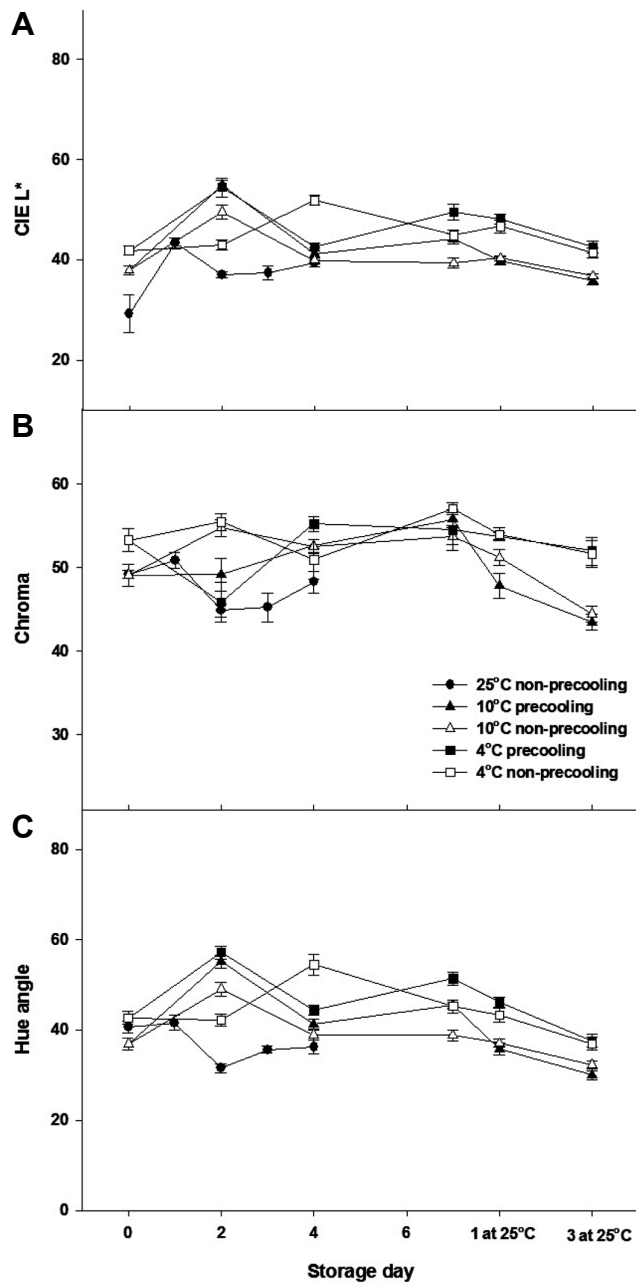 A
80
60
40
20
CIE L*
B
60
50
40
30
Chroma
25°C non-precooling
10°C precooling
10°C non-precooling
4°C precooling
4°C non-precooling
C
80
60
40
20
0
Hue angle
0 2 4 6 1 at 25°C 3 at 25°C
Storage day